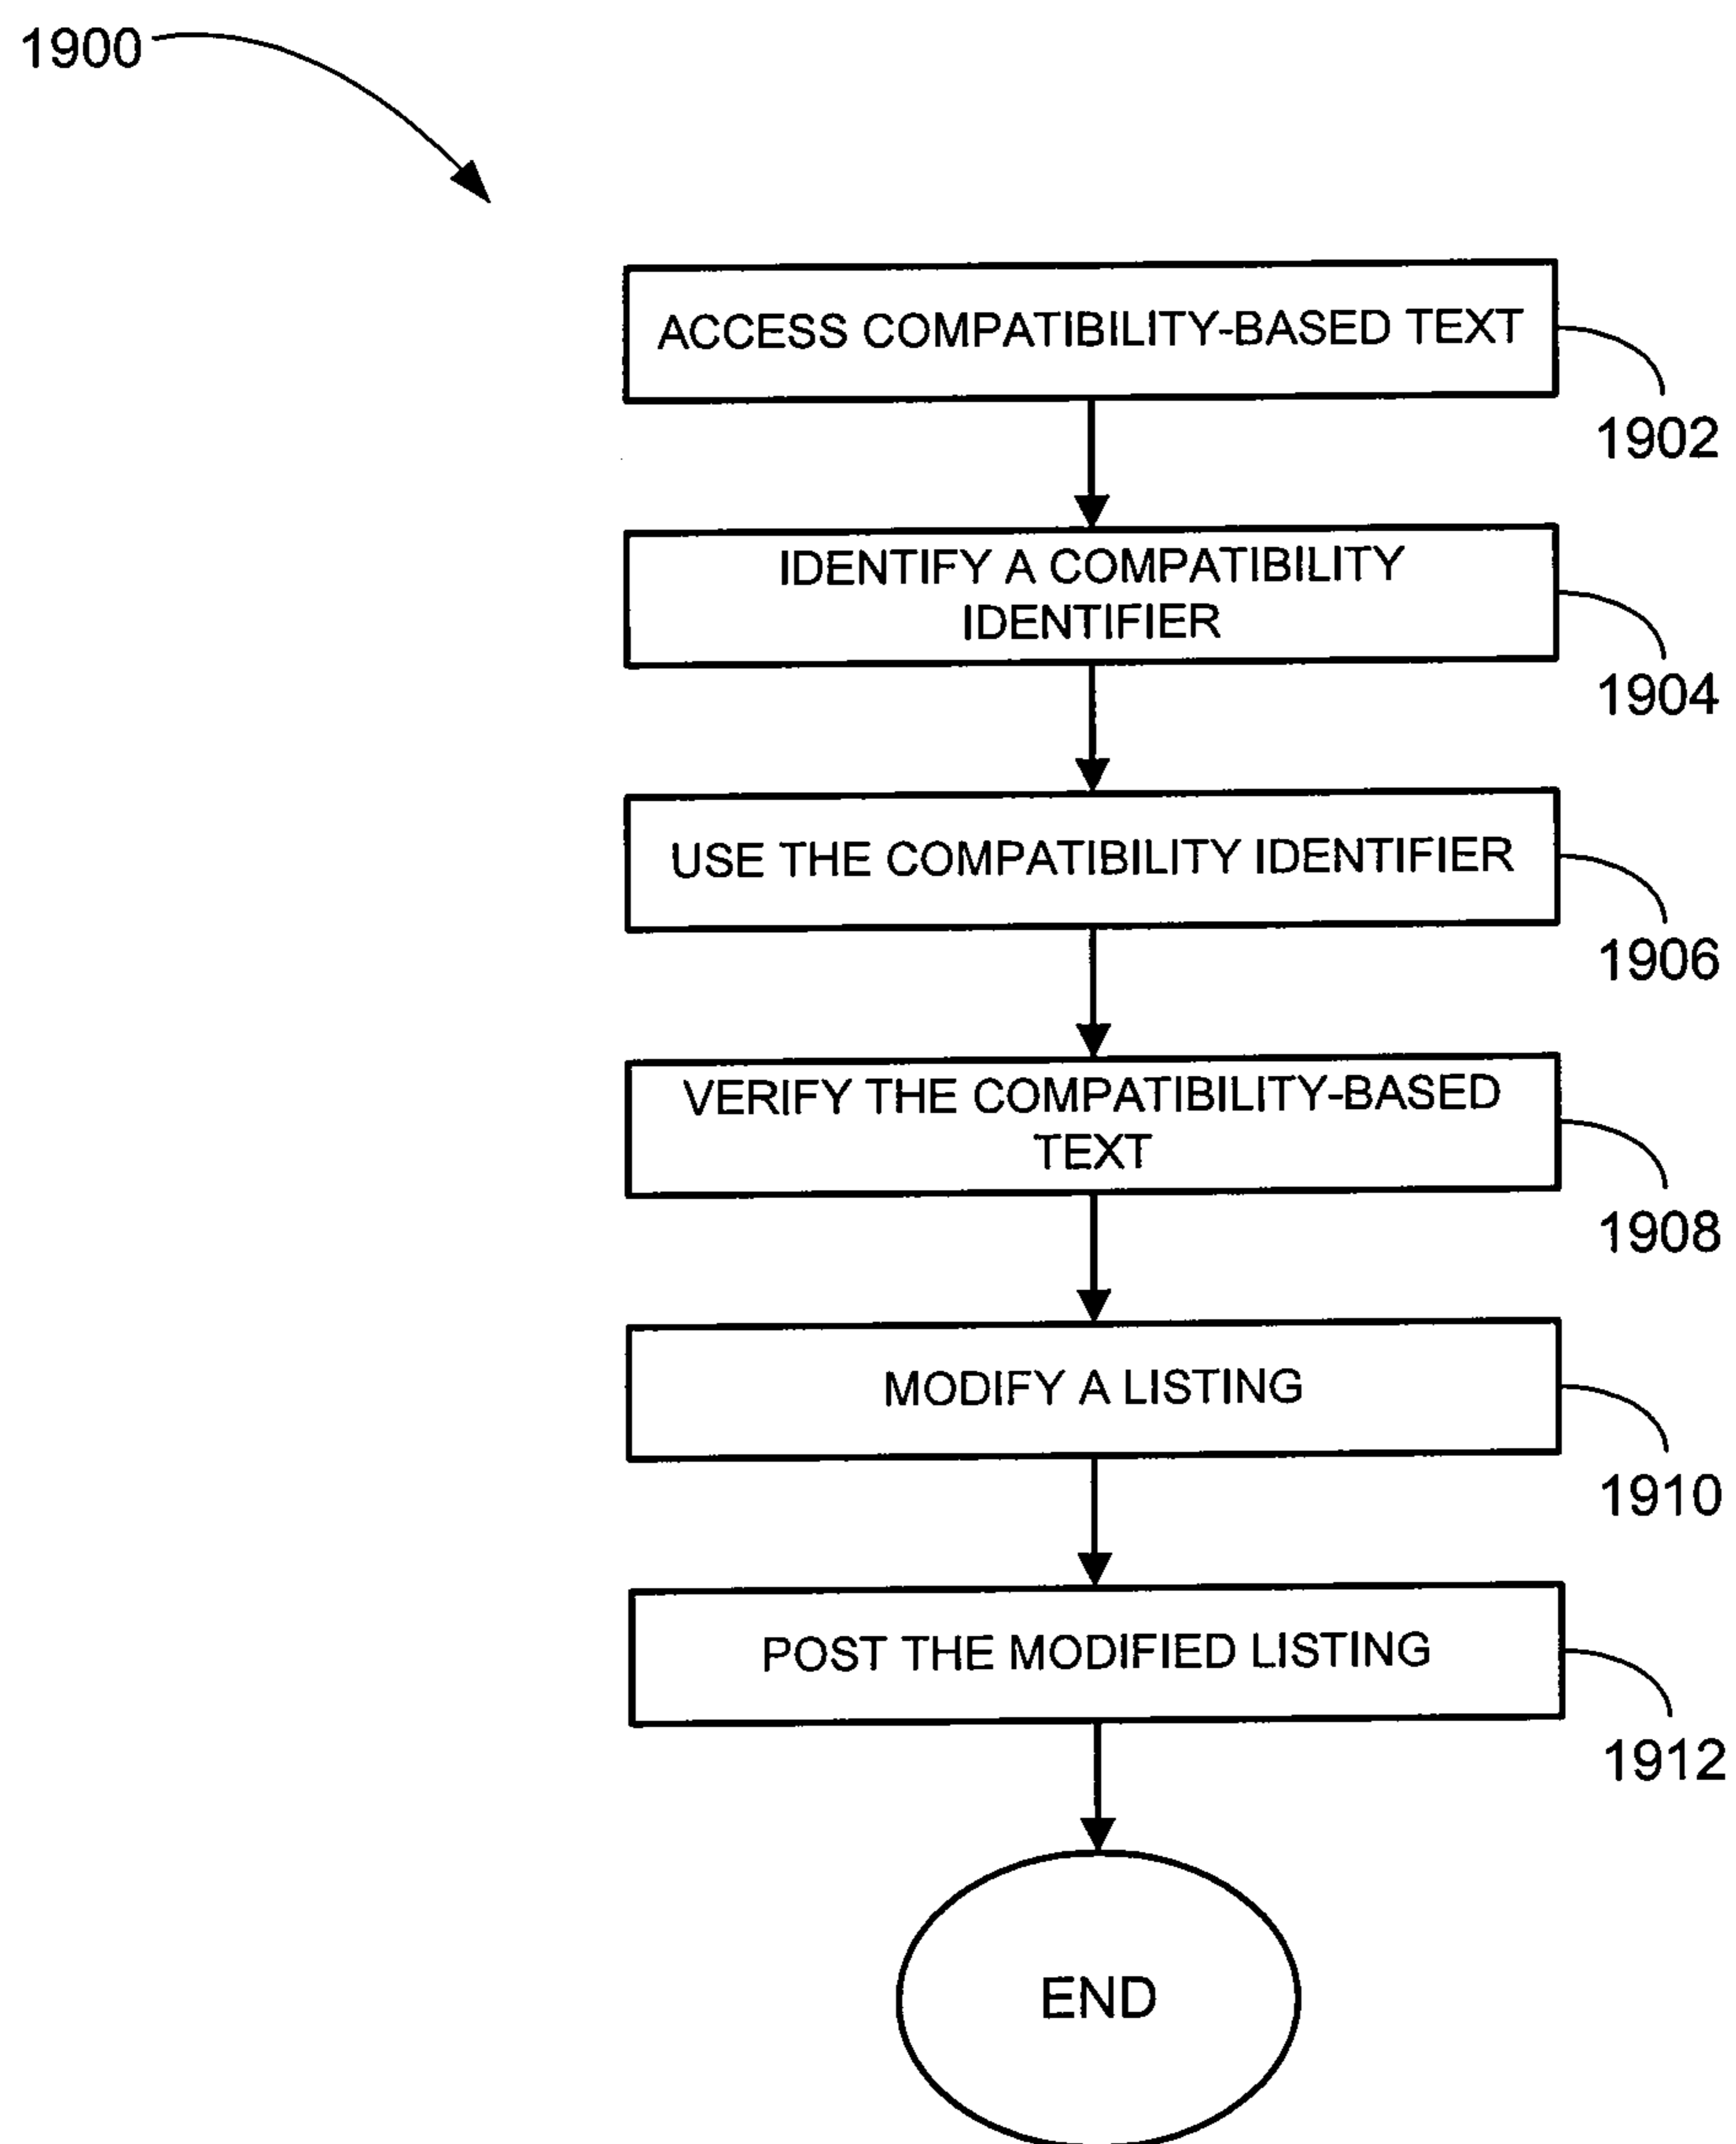 1900
ACCESS COMPATIBILITY-BASED TEXT
1902
IDENTIFY A COMPATIBILITY
IDENTIFIER
1904
USE THE COMPATIBILITY IDENTIFIER
1906
VERIFY THE COMPATIBILITY-BASED
TEXT
1908
MODIFY A LISTING
1910
POST THE MODIFIED LISTING
1912
END